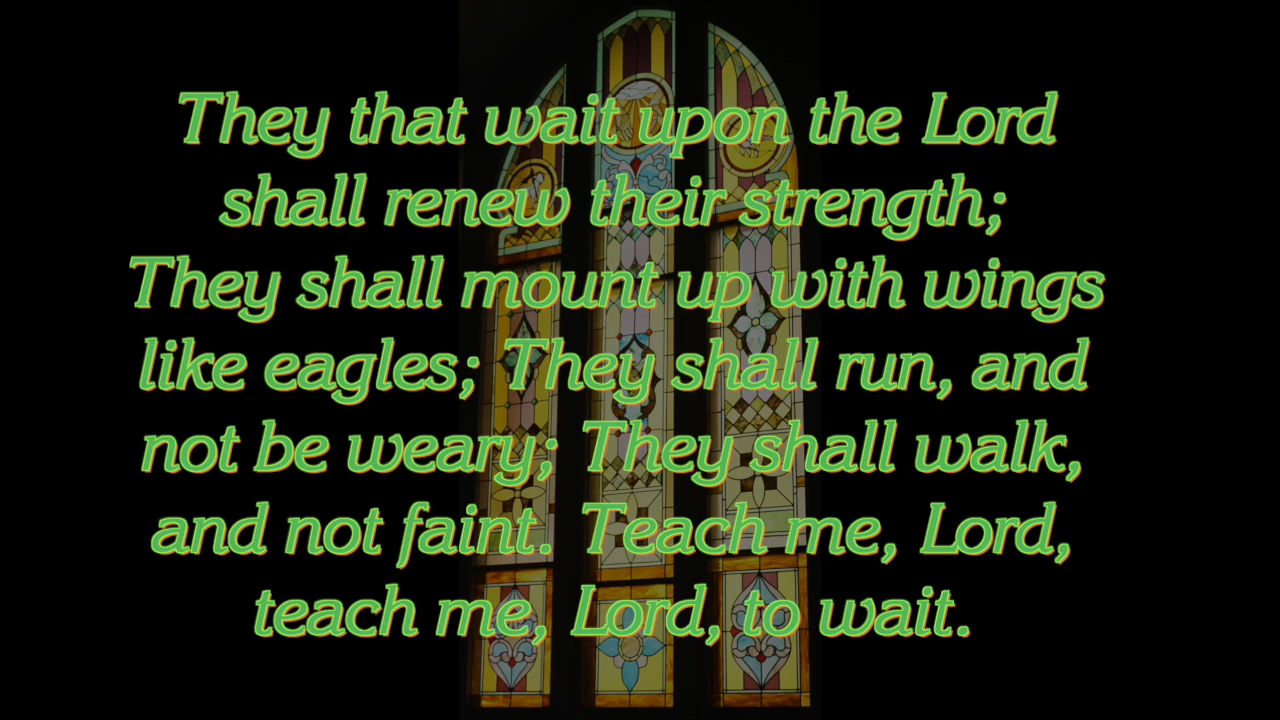 They that wait upon the Lord
shall renew their strength;
They shall mount up with wings
like eagles; They shall run, and
not be weary; They shall walk,
and not faint. Teach me, Lord,
teach me, Lord, to wait.